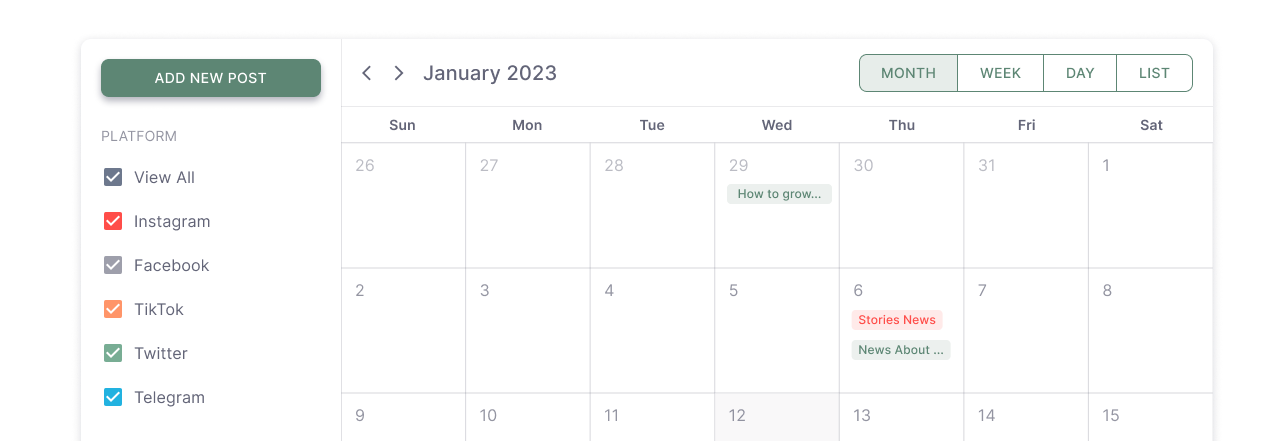 ADD NEW POST
PLATFORM
View All
Instagram
Facebook
TikTok
Twitter
Telegram
January 2023
MONTH WEEK DAY LIST
Sun Mon Tue Wed Thu Fri Sat
26 27 28 29 30 31 1
How to grow...
2 3 4 5 6 7 8
Stories News
News About ...
9 10 11 12 13 14 15